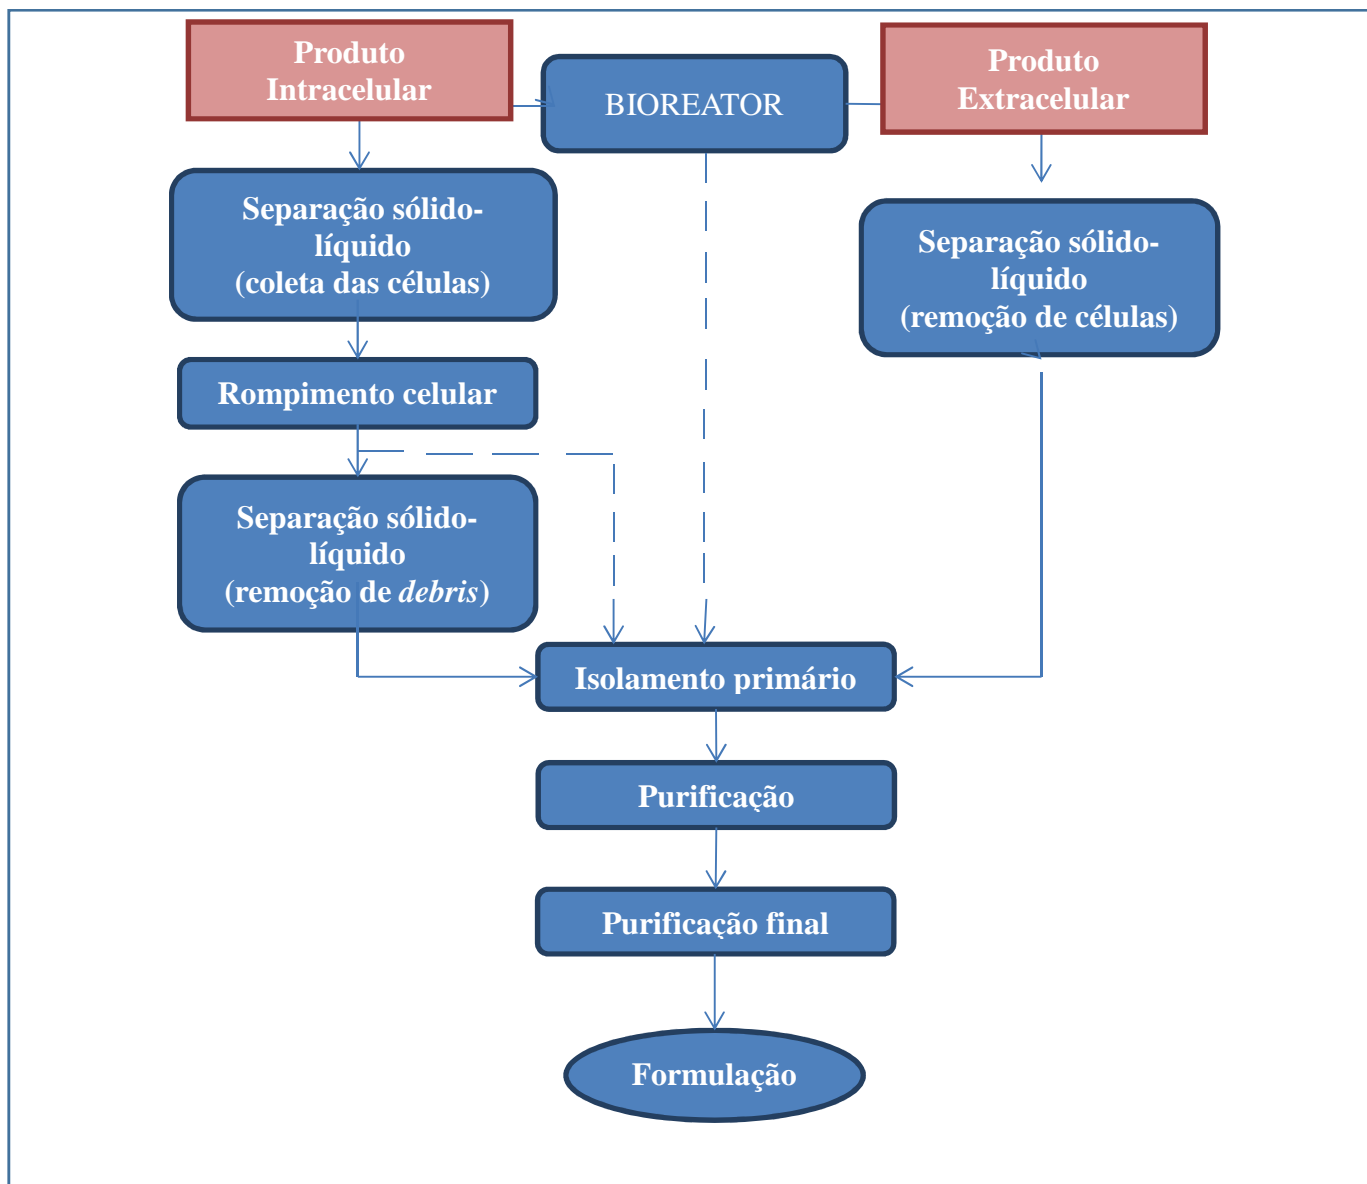 Produto
Intracelular
BIOREATOR
Produto
Extracelular
Separação sólido-
líquido
(coleta das células)
Separação sólido-
líquido
(remoção de células)
Rompimento celular
Separação sólido-
líquido
(remoção de debris)
Isolamento primário
Purificação
Purificação final
Formulação